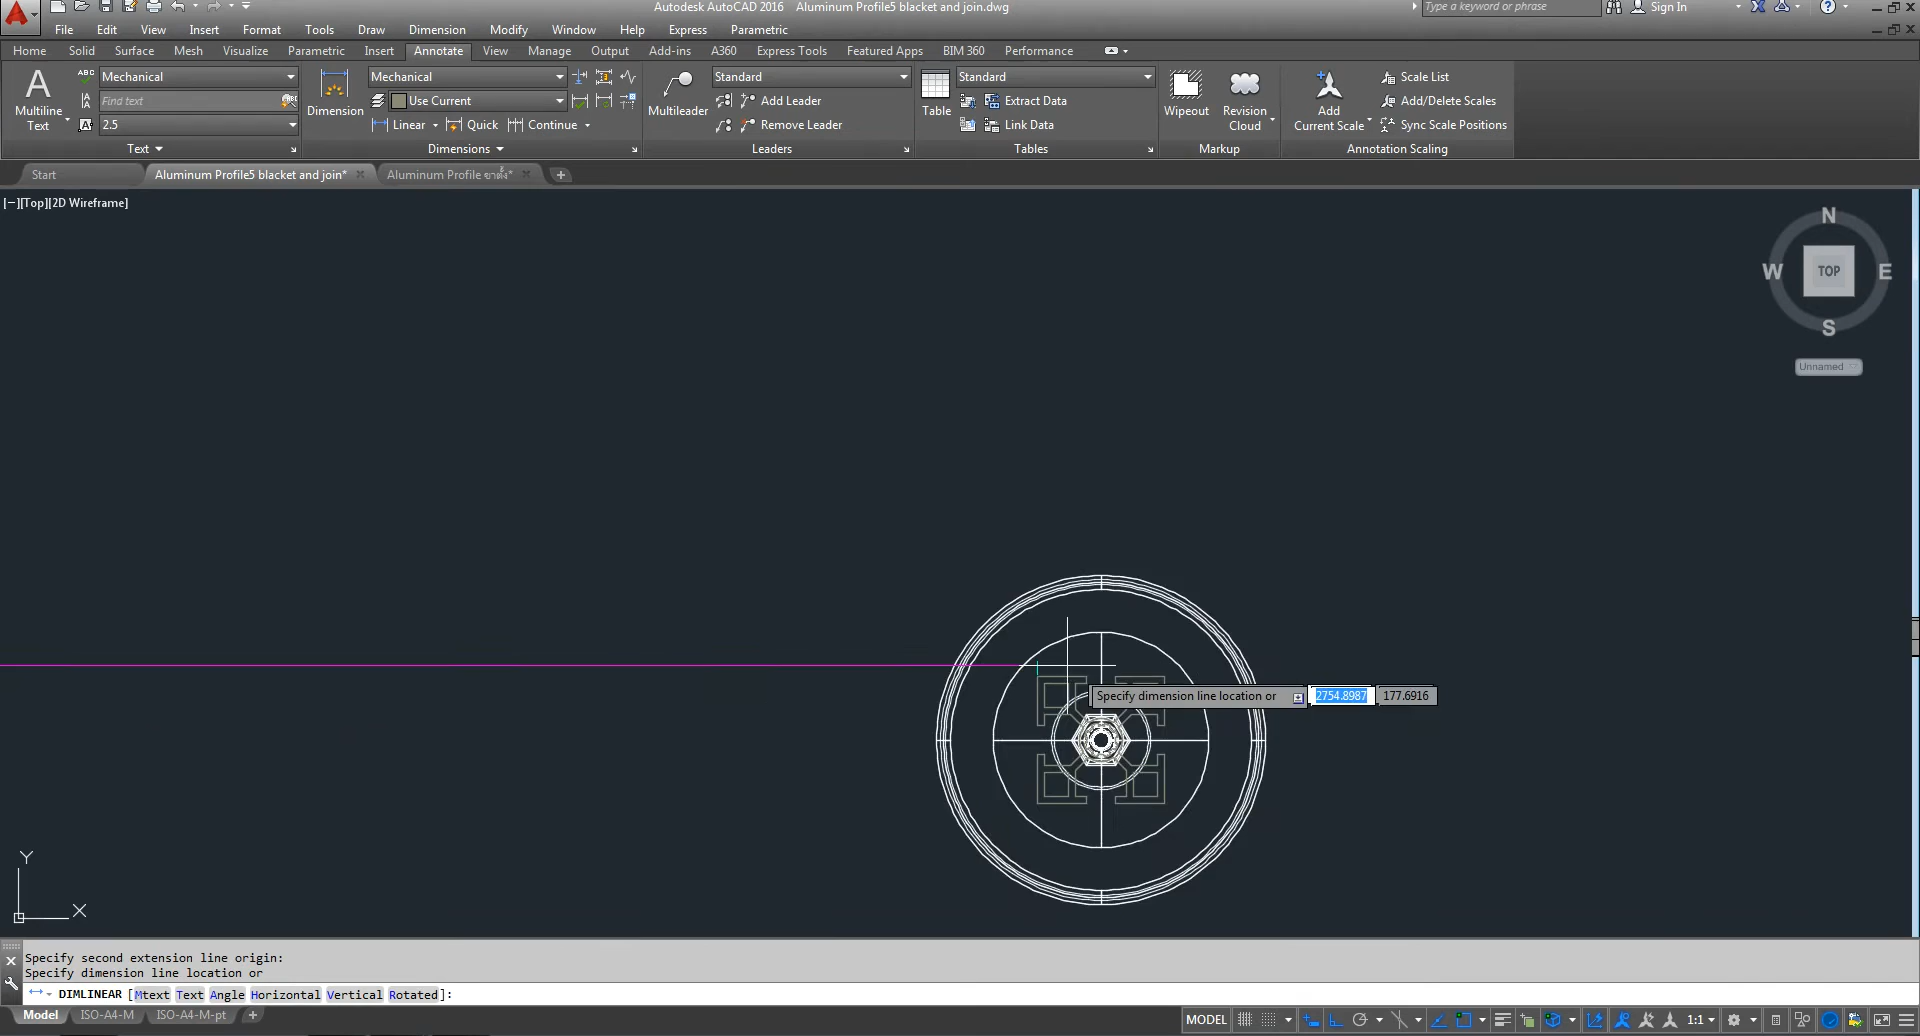 Autodesk AutoCAD 2016 Aluminum Profile5 blacket and join.dwg
Type a keyword or phrase
Sign In
File Edit View Insert Format Tools Draw Dimension Modify Window Help Express Parametric
Home Solid Surface Mesh Visualize Parametric Insert Annotate View Manage Output Add-ins A360 Express Tools Featured Apps BIM 360 Performance
Multiline
Text
ABC
Mechanical
Find text
2.5
Text
Dimension
Mechanical
Use Current
Linear Quick Continue
Dimensions
Multileader
Standard
Add Leader
Remove Leader
Leaders
Table
Standard
Extract Data
Link Data
Tables
Wipeout
Revision
Cloud
Markup
Add
Current Scale
Scale List
Add/Delete Scales
Sync Scale Positions
Annotation Scaling
Start
Aluminum Profile5 blacket and join*
Aluminum Profile ขาตั้ง*
[−][Top][2D Wireframe]
N
W TOP E
S
Unnamed
Specify dimension line location or 2754.8987 177.6916
Y
X
Specify second extension line origin:
Specify dimension line location or
DIMLINEAR [Mtext Text Angle Horizontal Vertical Rotated]:
Model ISO-A4-M ISO-A4-M-pt +
MODEL 1:1